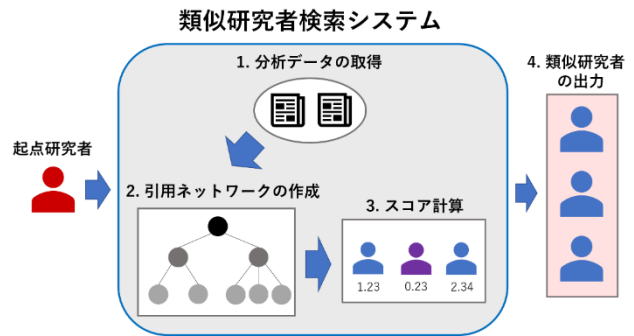 類似研究者検索システム
1. 分析データの取得
4. 類似研究者
の出力
起点研究者
2. 引用ネットワークの作成
3. スコア計算
1.23 0.23 2.34